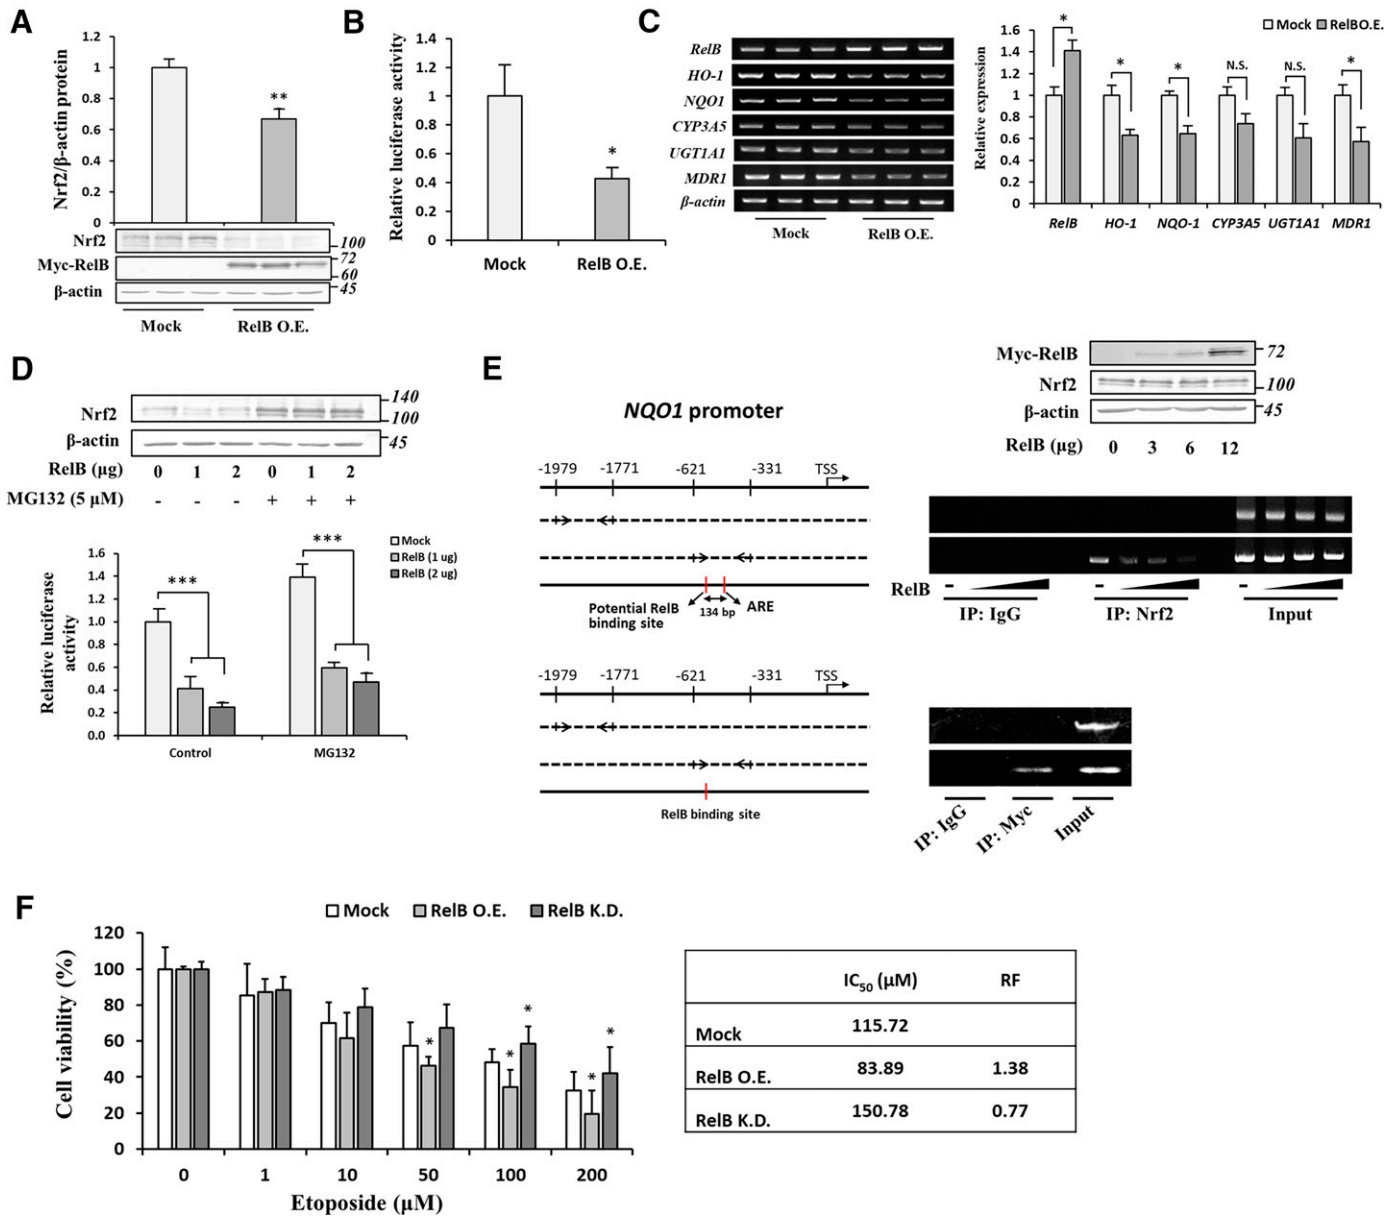 A
Nrf2/β-actin protein
1.2
1
0.8
0.6
0.4
0.2
0
**
Nrf2
100
Myc-RelB
72
60
β-actin
45
Mock
RelB O.E.
B
Relative luciferase activity
1.4
1.2
1
0.8
0.6
0.4
0.2
0
*
Mock
RelB O.E.
C
RelB
HO-1
NQO1
CYP3A5
UGT1A1
MDR1
β-actin
Mock
RelB O.E.
Mock
RelBO.E.
Relative expression
1.6
1.4
1.2
1
0.8
0.6
0.4
0.2
0
*
*
*
N.S.
N.S.
*
RelB
HO-1
NQO-1
CYP3A5
UGT1A1
MDR1
D
Nrf2
140
100
β-actin
45
RelB (μg) 0 1 2 0 1 2
MG132 (5 μM) - - - + + +
Relative luciferase
activity
1.6
1.4
1.2
1.0
0.8
0.6
0.4
0.2
0.0
***
***
Mock
RelB (1 ug)
RelB (2 ug)
Control
MG132
E
NQO1 promoter
-1979
-1771
-621
-331
TSS
Potential RelB
binding site
134 bp
ARE
-1979
-1771
-621
-331
TSS
RelB binding site
Myc-RelB
72
Nrf2
100
β-actin
45
RelB (μg) 0 3 6 12
RelB
-
-
-
IP: IgG
IP: Nrf2
Input
IP: IgG
IP: Myc
Input
F
Mock
RelB O.E.
RelB K.D.
Cell viability (%)
120
100
80
60
40
20
0
*
*
*
*
*
0
1
10
50
100
200
Etoposide (μM)
IC50 (μM) RF
Mock 115.72
RelB O.E. 83.89 1.38
RelB K.D. 150.78 0.77